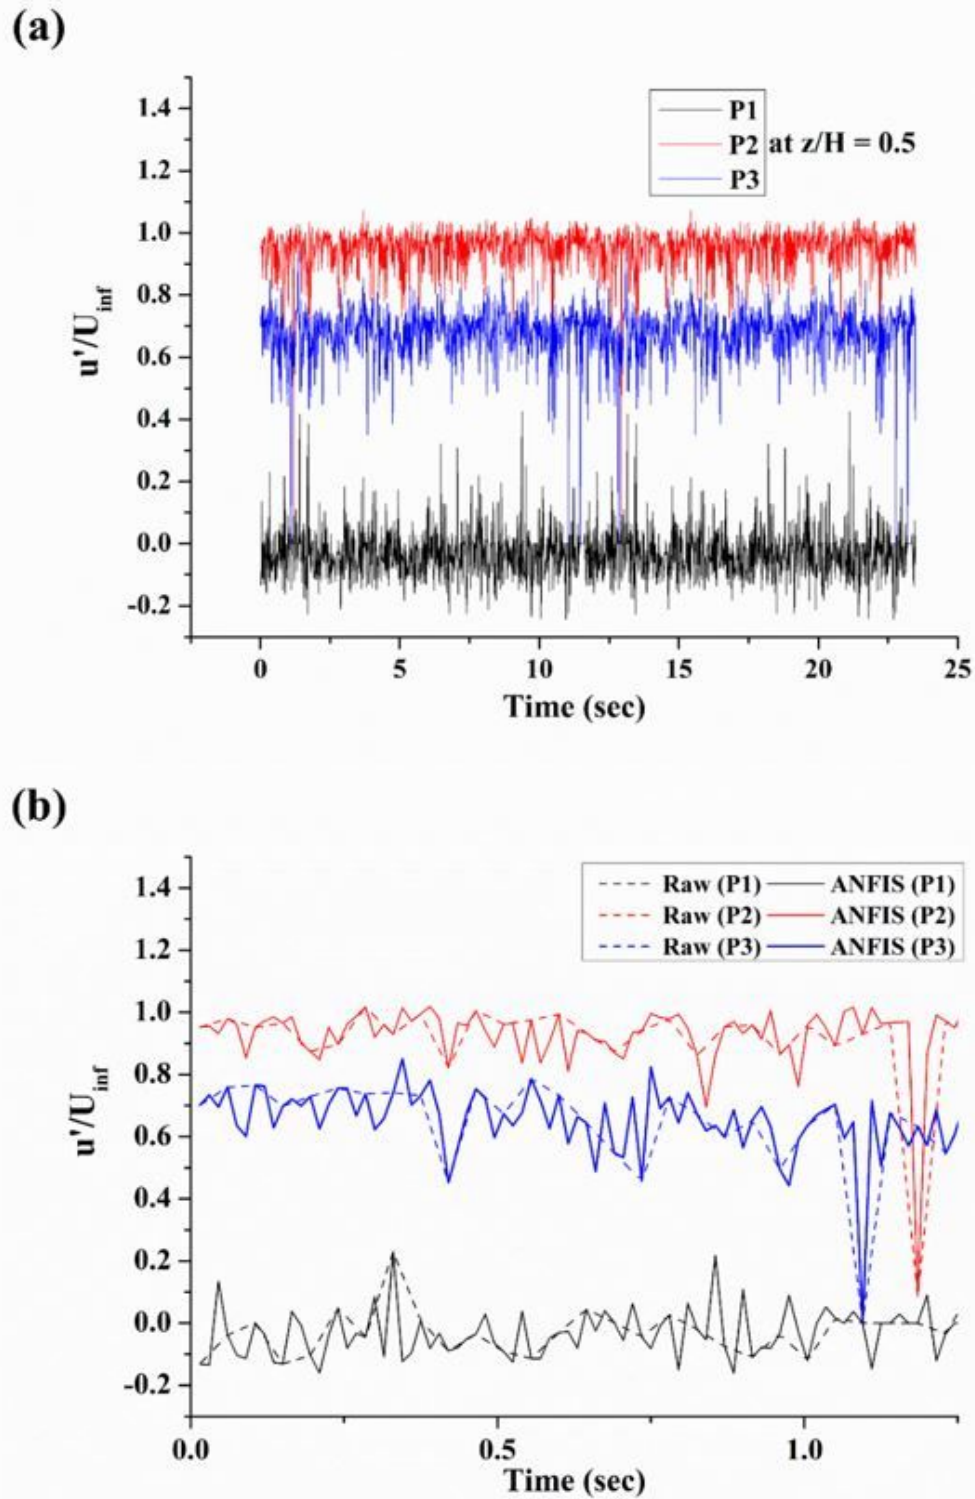 (a)
1.4
1.2
1.0
0.8
0.6
0.4
0.2
0.0
-0.2
u'/U_inf
P1
P2 at z/H = 0.5
P3
0 5 10 15 20 25
Time (sec)
(b)
1.4
1.2
1.0
0.8
0.6
0.4
0.2
0.0
-0.2
u'/U_inf
Raw (P1) ANFIS (P1)
Raw (P2) ANFIS (P2)
Raw (P3) ANFIS (P3)
0.0 0.5 1.0
Time (sec)